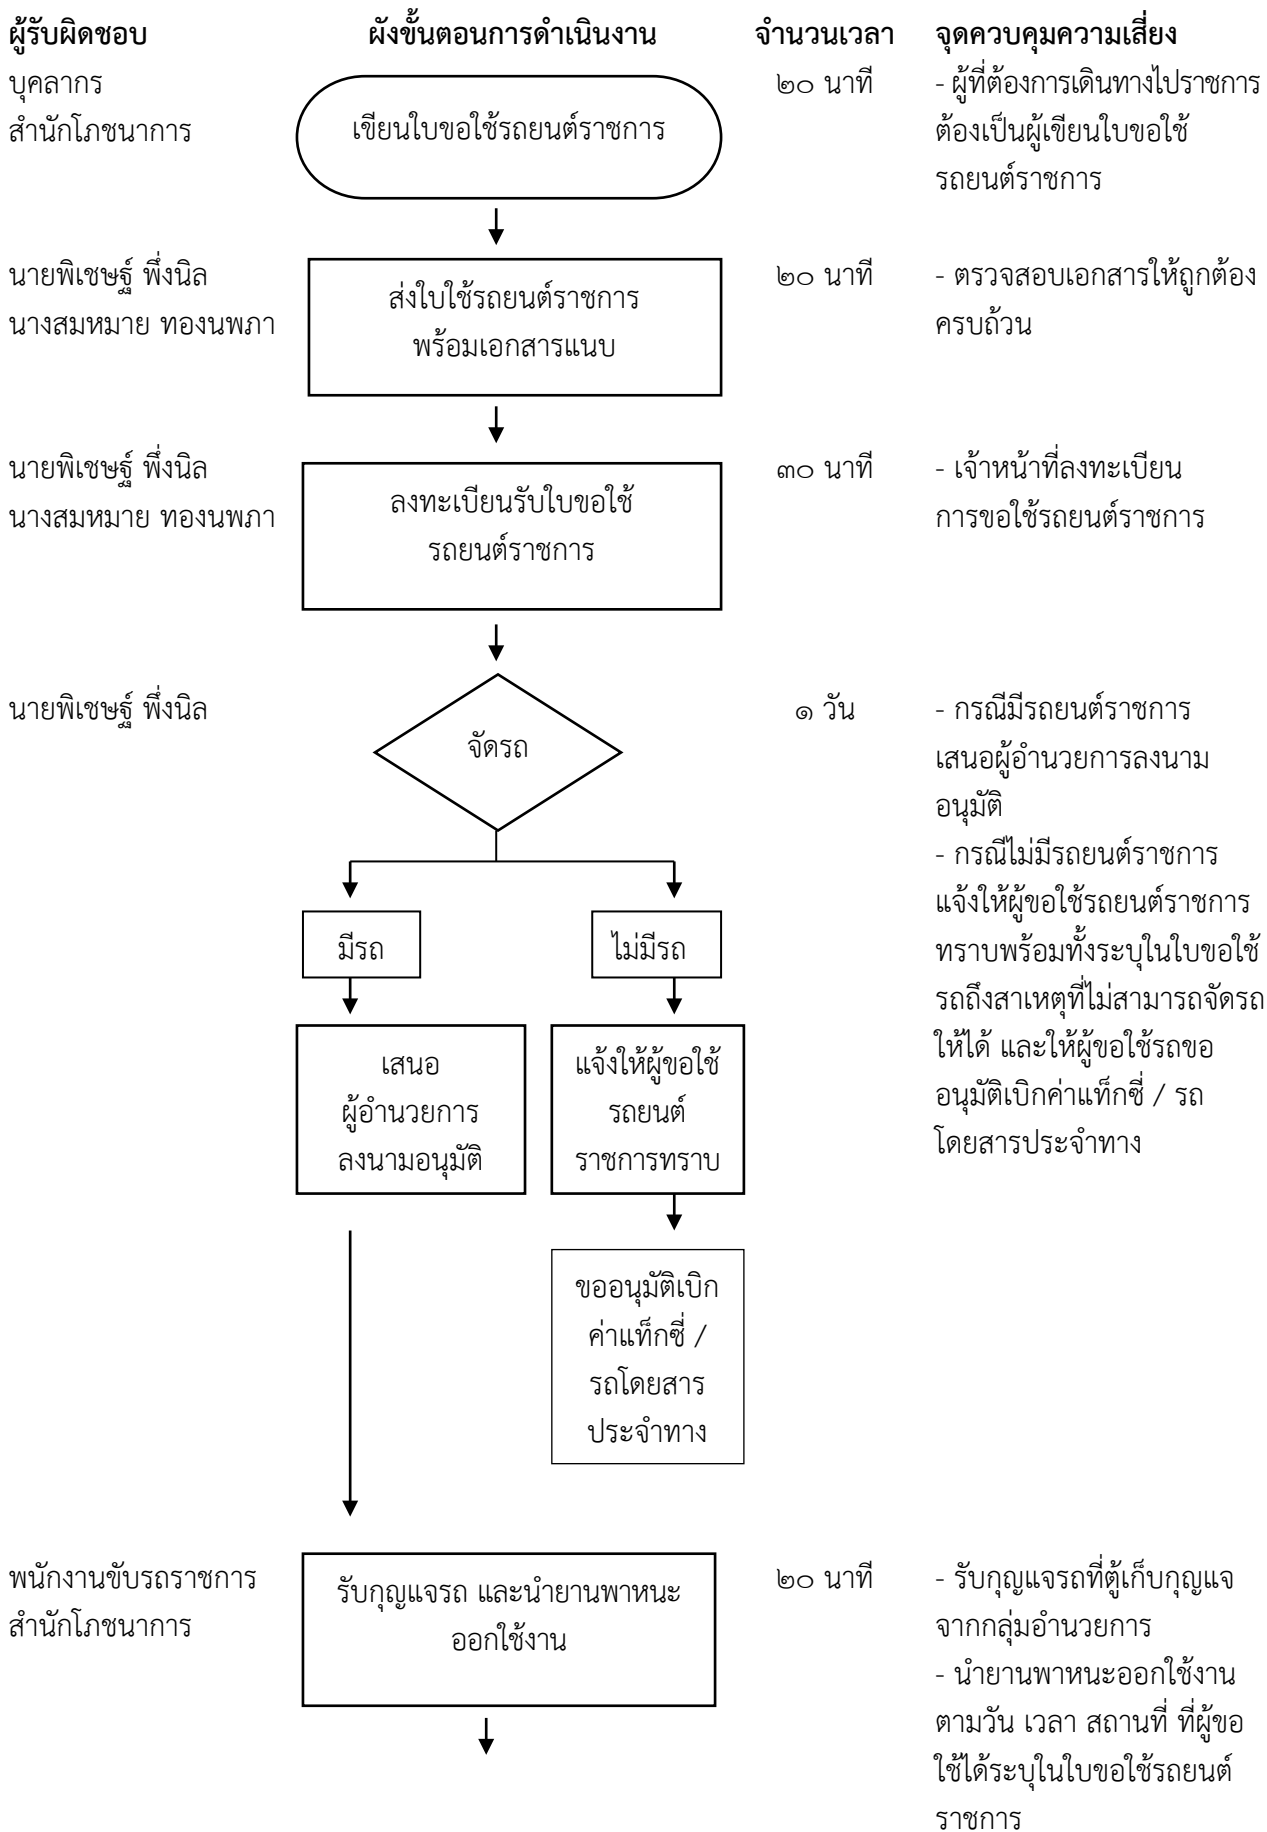 ผู้รับผิดชอบ ผังขั้นตอนการดำเนินงาน จำนวนเวลา จุดควบคุมความเสี่ยง
บุคลากร
สำนักโภชนาการ
เขียนใบขอใช้รถยนต์ราชการ
๒๐ นาที
- ผู้ที่ต้องการเดินทางไปราชการ
ต้องเป็นผู้เขียนใบขอใช้
รถยนต์ราชการ
นายพิเชษฐ์ พึ่งนิล
นางสมหมาย ทองนพภา
ส่งใบใช้รถยนต์ราชการ
พร้อมเอกสารแนบ
๒๐ นาที
- ตรวจสอบเอกสารให้ถูกต้อง
ครบถ้วน
นายพิเชษฐ์ พึ่งนิล
นางสมหมาย ทองนพภา
ลงทะเบียนรับใบขอใช้
รถยนต์ราชการ
๓๐ นาที
- เจ้าหน้าที่ลงทะเบียน
การขอใช้รถยนต์ราชการ
นายพิเชษฐ์ พึ่งนิล
จัดรถ
๑ วัน
- กรณีมีรถยนต์ราชการ
เสนอผู้อำนวยการลงนาม
อนุมัติ
- กรณีไม่มีรถยนต์ราชการ
แจ้งให้ผู้ขอใช้รถยนต์ราชการ
ทราบพร้อมทั้งระบุในใบขอใช้
รถถึงสาเหตุที่ไม่สามารถจัดรถ
ให้ได้ และให้ผู้ขอใช้รถขอ
อนุมัติเบิกค่าแท็กซี่ / รถ
โดยสารประจำทาง
มีรถ
ไม่มีรถ
เสนอ
ผู้อำนวยการ
ลงนามอนุมัติ
แจ้งให้ผู้ขอใช้
รถยนต์
ราชการทราบ
ขออนุมัติเบิก
ค่าแท็กซี่ /
รถโดยสาร
ประจำทาง
พนักงานขับรถราชการ
สำนักโภชนาการ
รับกุญแจรถ และนำยานพาหนะ
ออกใช้งาน
๒๐ นาที
- รับกุญแจรถที่ตู้เก็บกุญแจ
จากกลุ่มอำนวยการ
- นำยานพาหนะออกใช้งาน
ตามวัน เวลา สถานที่ ที่ผู้ขอ
ใช้ได้ระบุในใบขอใช้รถยนต์
ราชการ